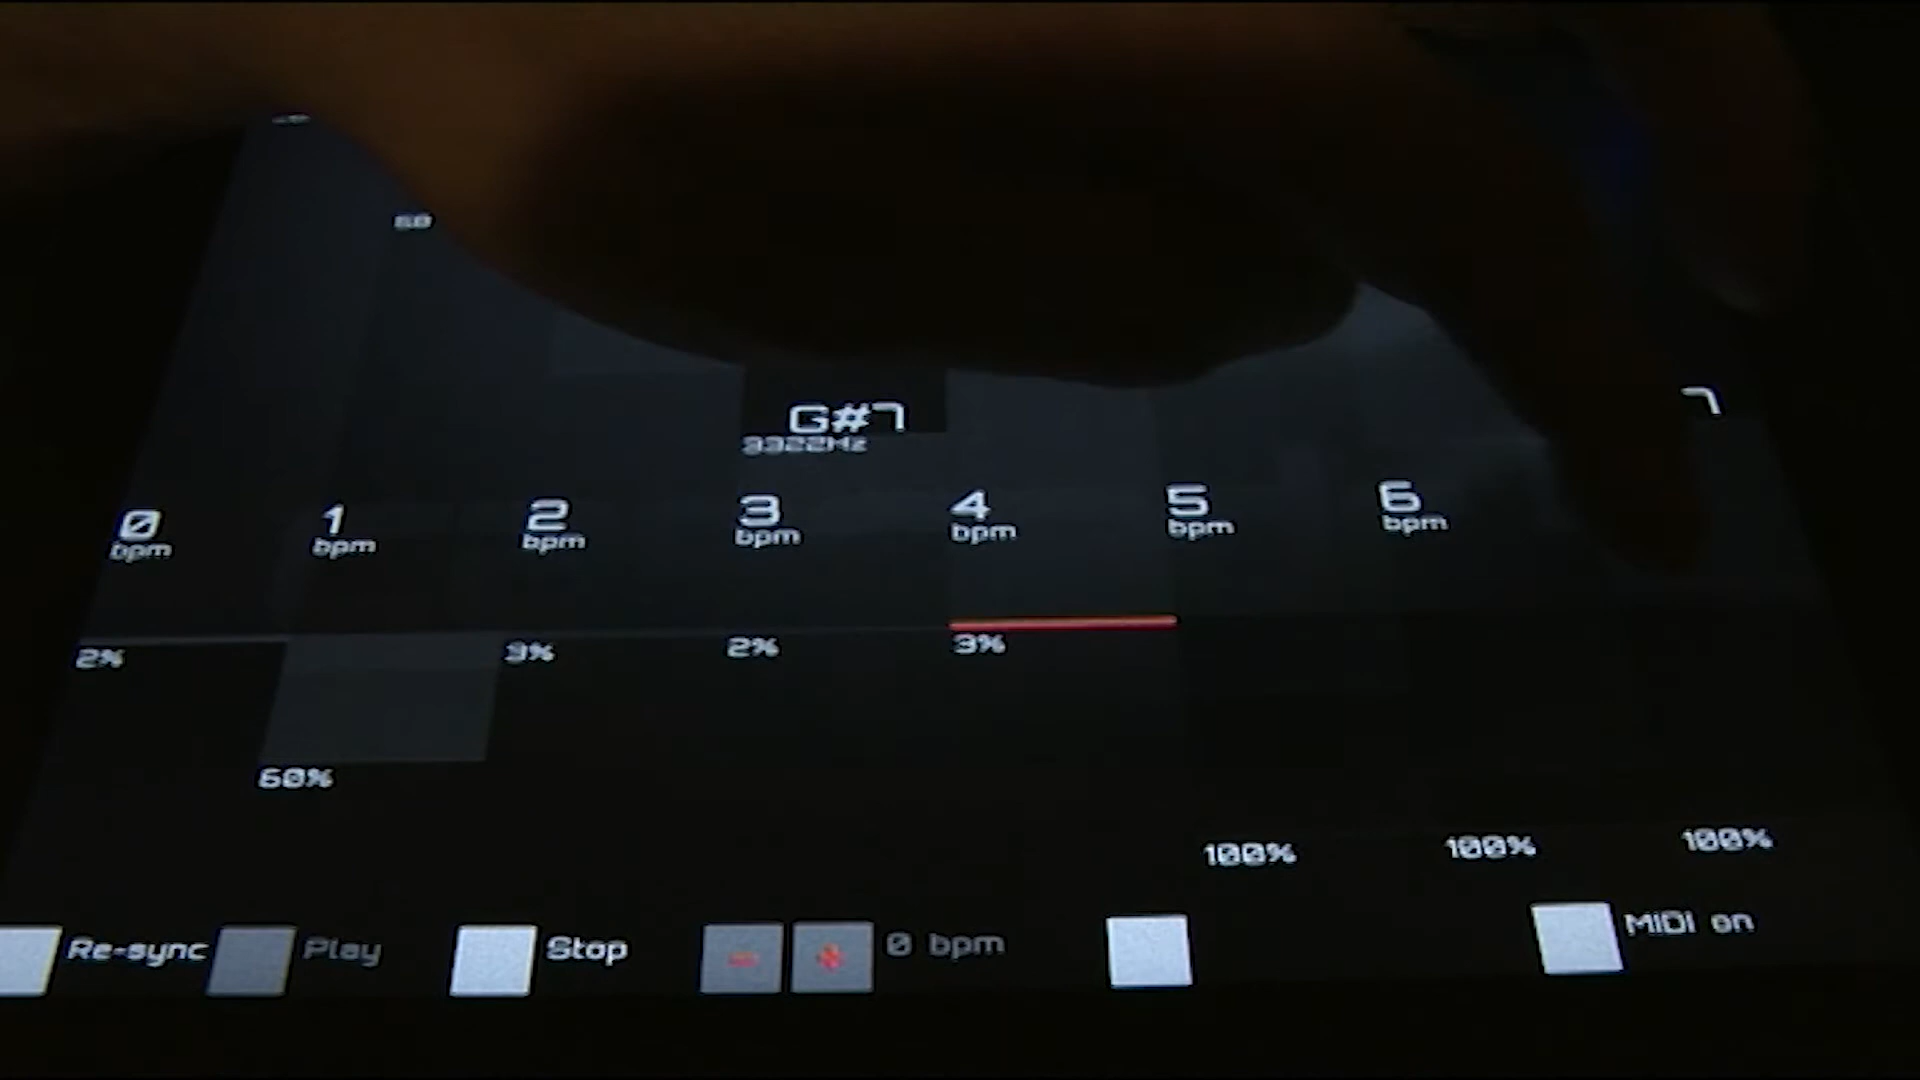 G#7
3322Hz
7
0 1 2 3 4 5 6
bpm bpm bpm bpm bpm bpm bpm
2% 3% 2% 3%
60%
100% 100% 100%
Re-sync Play Stop - + 0 bpm MIDI on